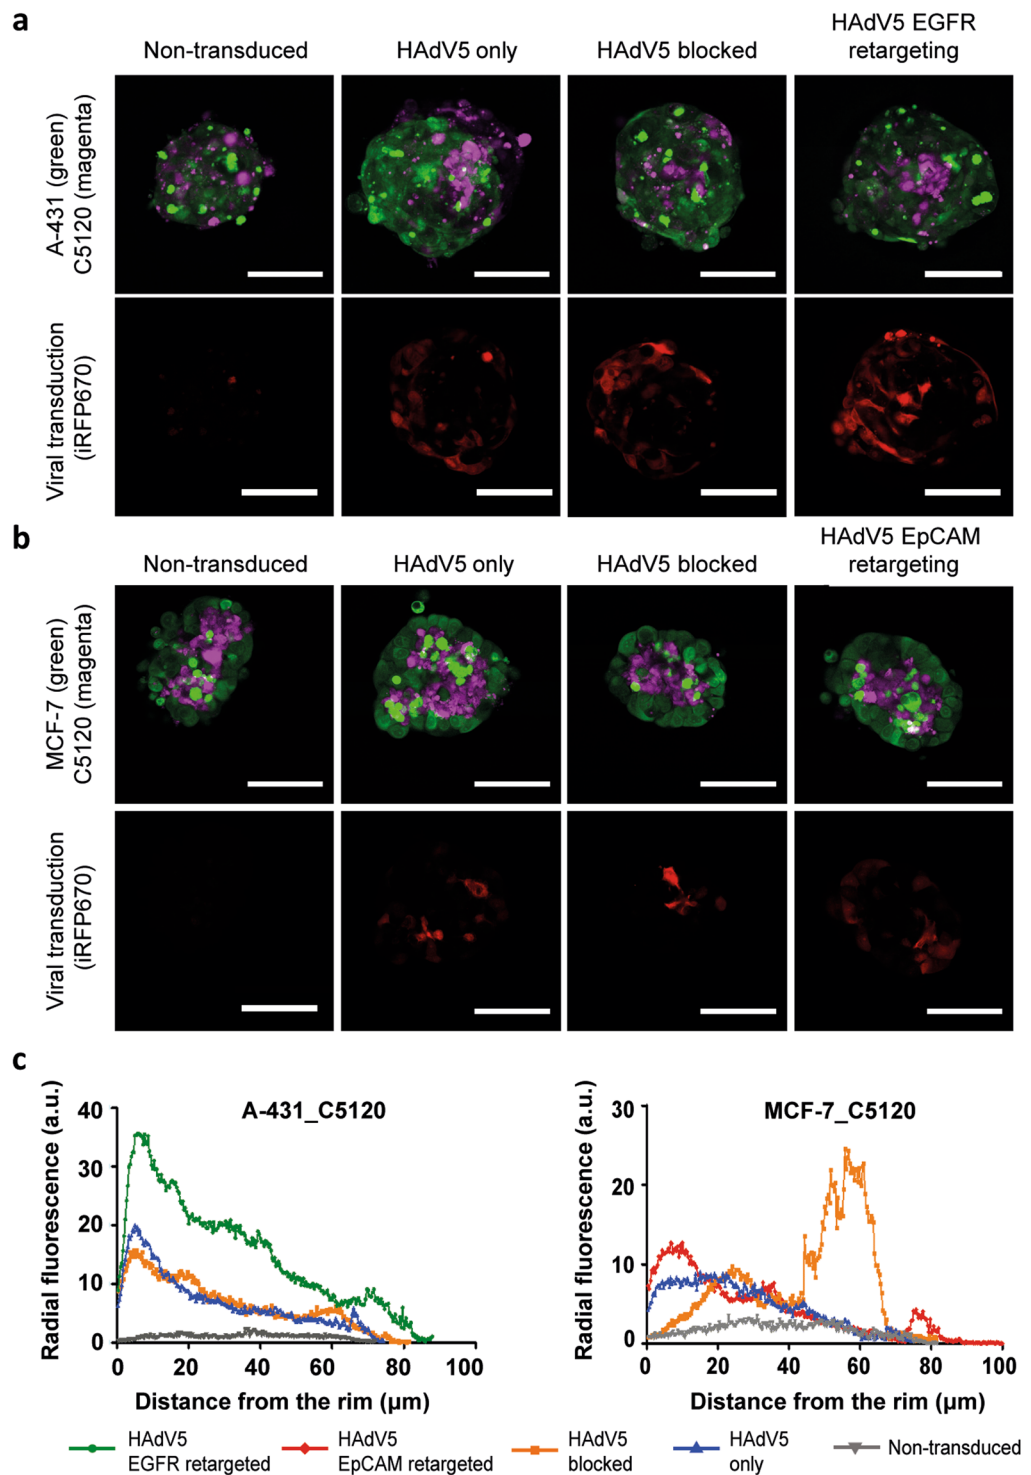 a
Non-transduced
HAdV5 only
HAdV5 blocked
HAdV5 EGFR
retargeting
A-431 (green)
C5120 (magenta)
Viral transduction
(iRFP670)
b
Non-transduced
HAdV5 only
HAdV5 blocked
HAdV5 EpCAM
retargeting
MCF-7 (green)
C5120 (magenta)
Viral transduction
(iRFP670)
c
A-431_C5120
Radial fluorescence (a.u.)
40
30
20
10
0
0 20 40 60 80 100
Distance from the rim (µm)
MCF-7_C5120
Radial fluorescence (a.u.)
30
20
10
0
0 20 40 60 80 100
Distance from the rim (µm)
HAdV5
EGFR retargeted
HAdV5
EpCAM retargeted
HAdV5
blocked
HAdV5
only
Non-transduced